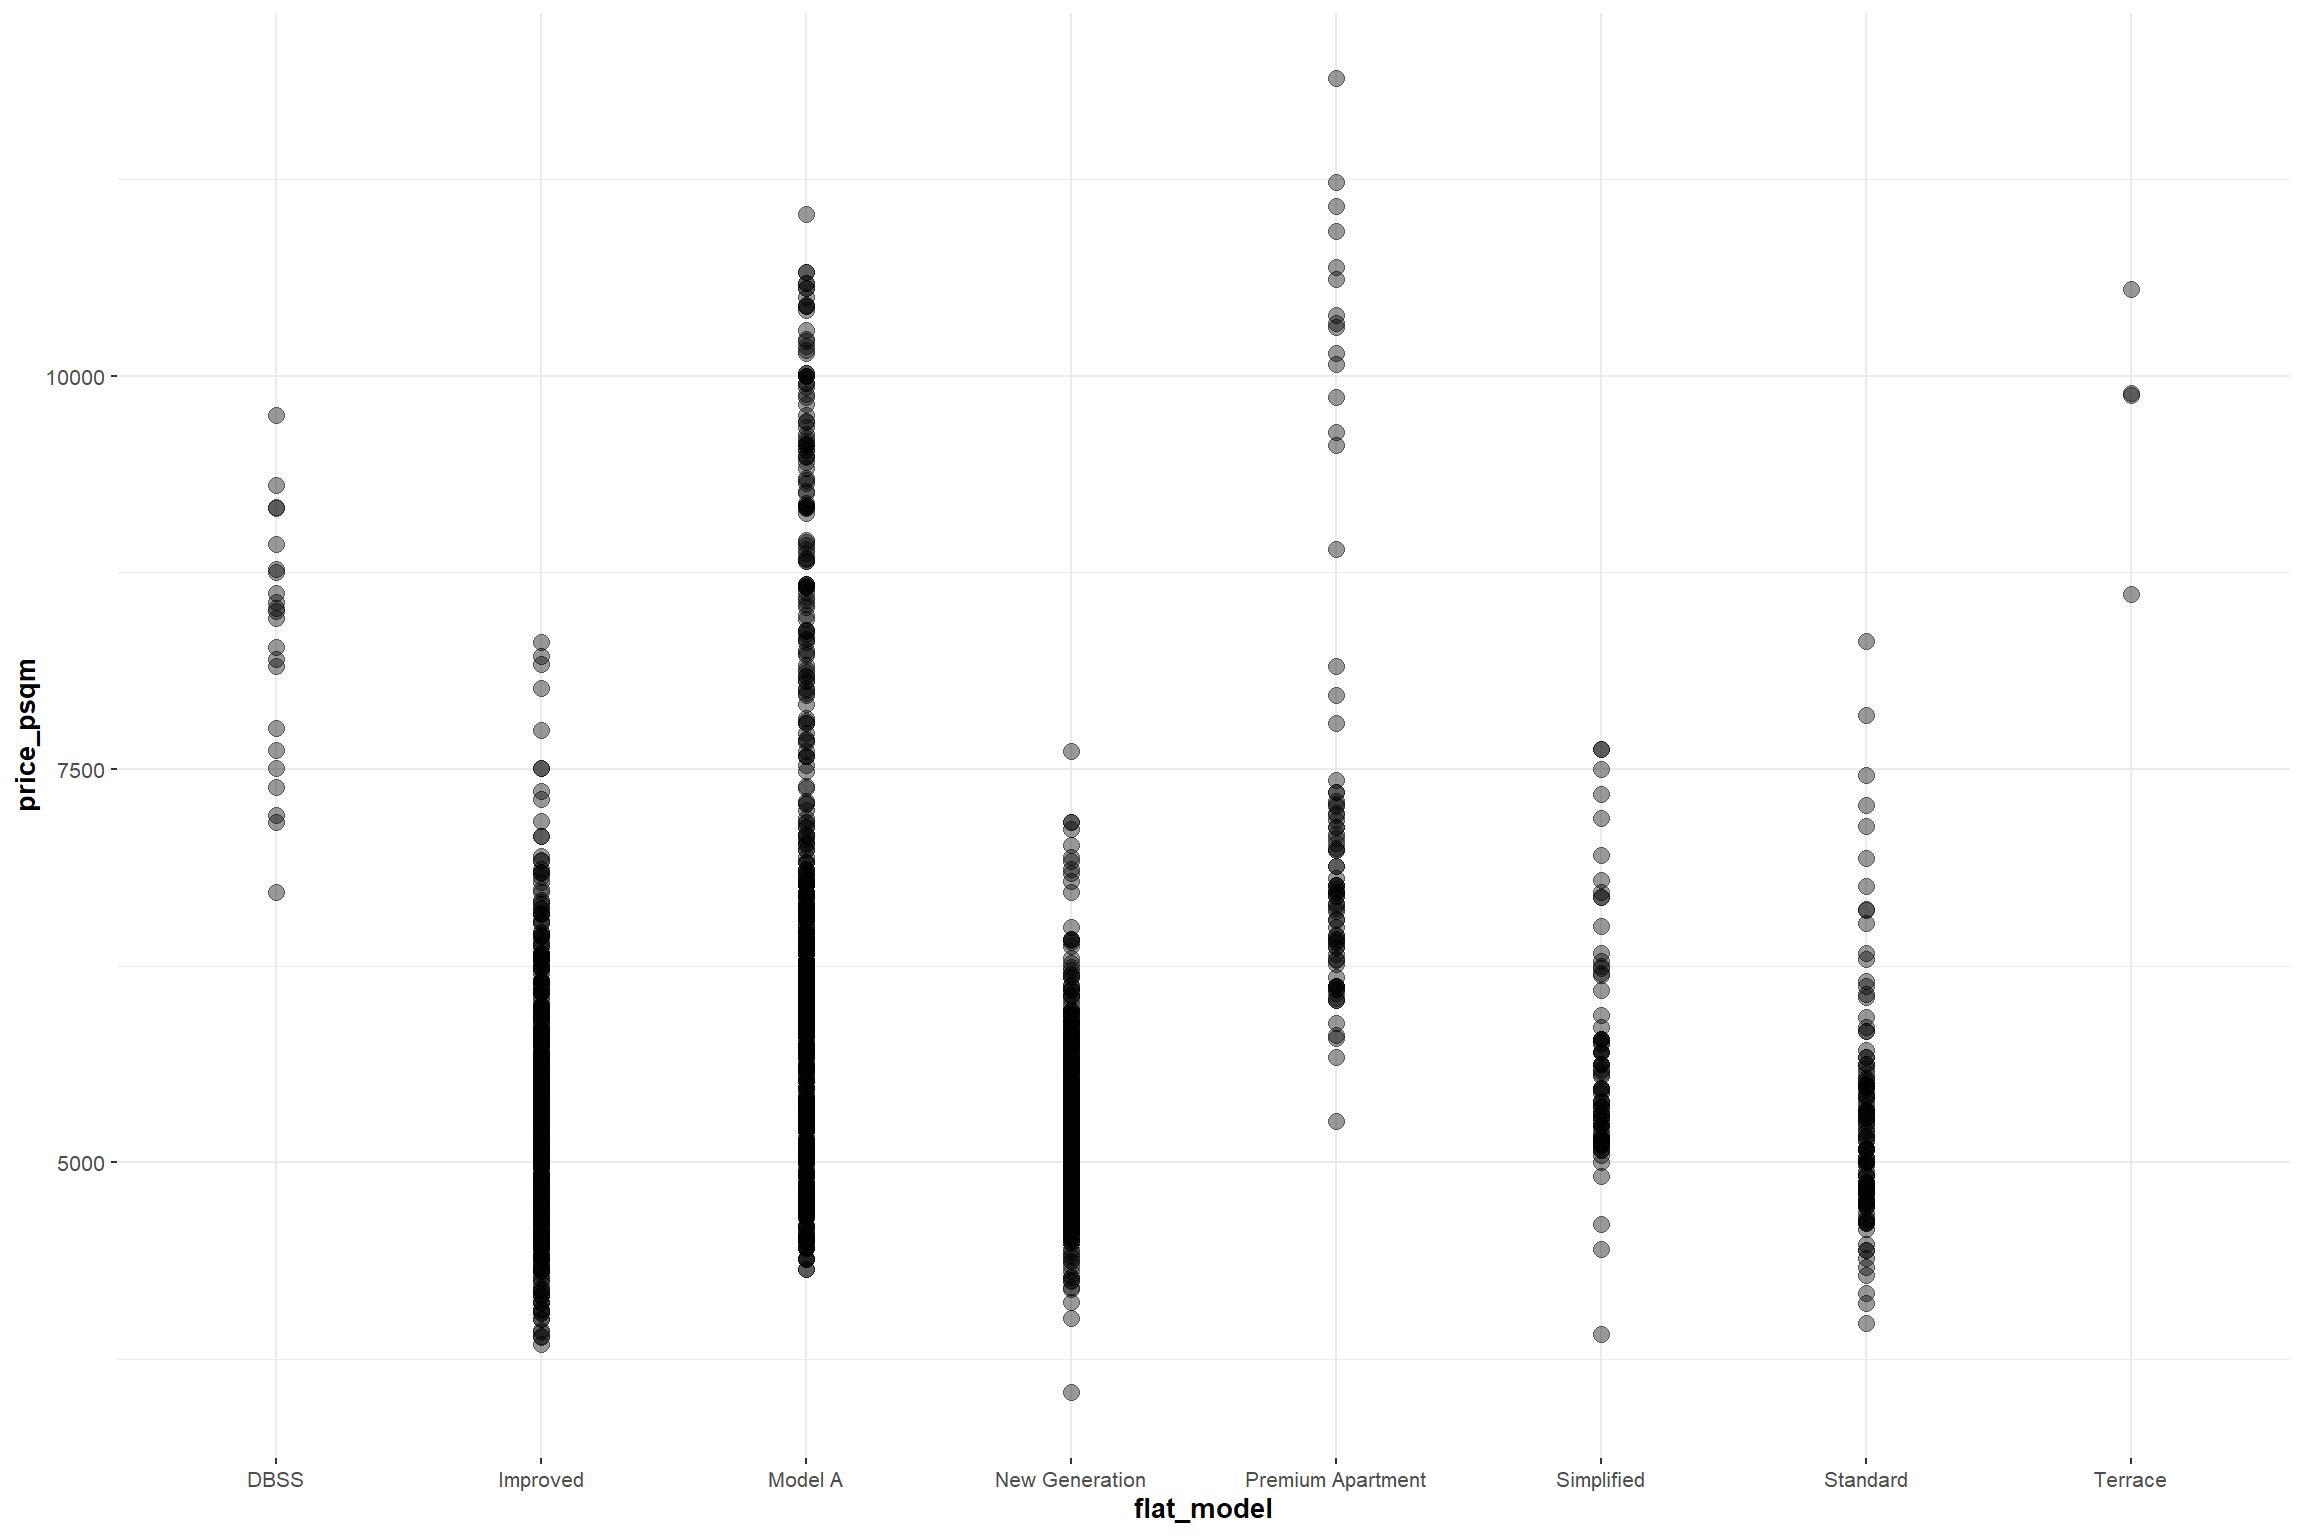 price_psqm
10000
7500
5000
DBSS Improved Model A New Generation Premium Apartment Simplified Standard Terrace
flat_model